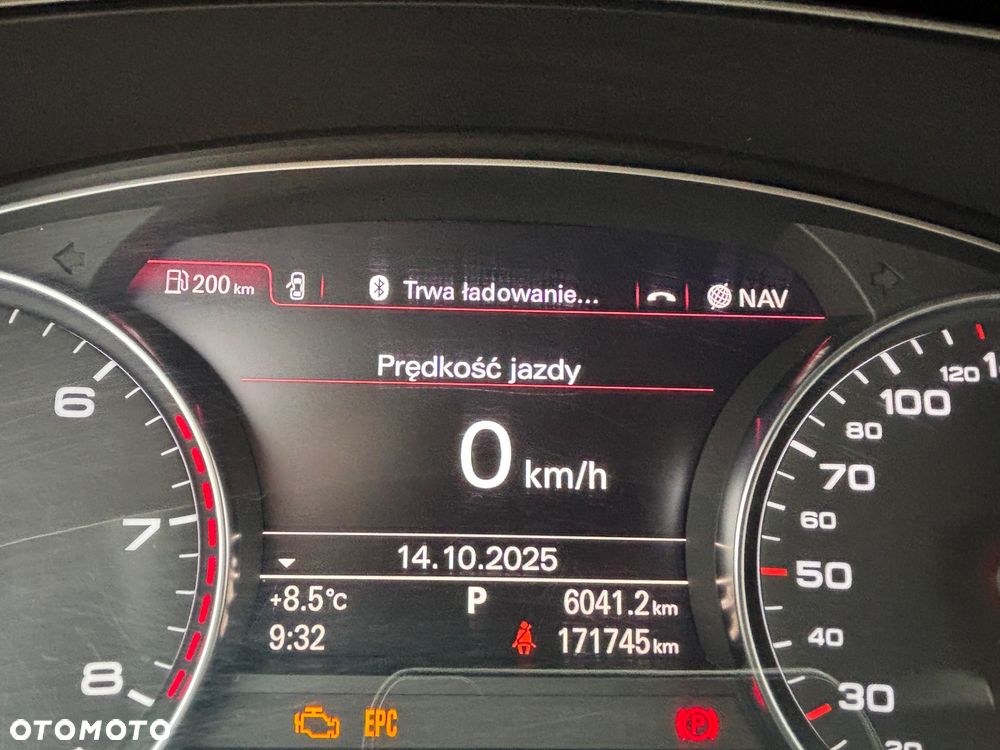 200 km Trwa ładowanie... NAV
Prędkość jazdy
0 km/h
14.10.2025
+8.5°C P 6041.2 km
9:32 171745 km
6
7
8
120
100
80
70
60
50
40
30
EPC
P
OTOMOTO